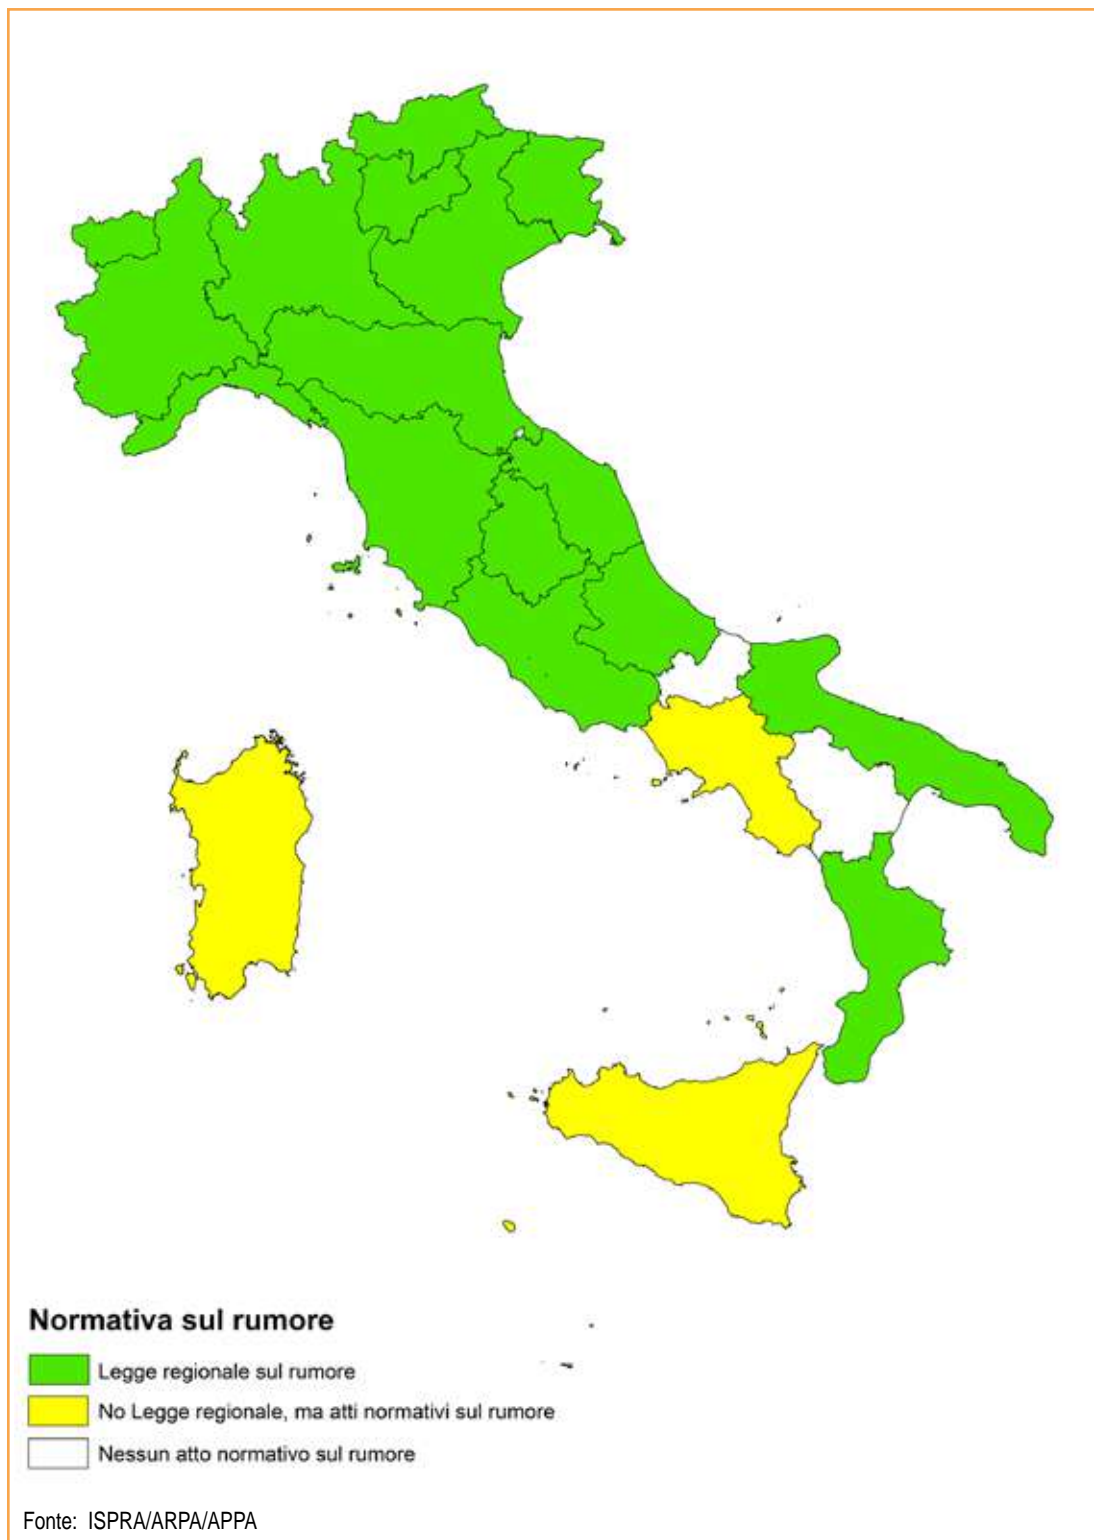 Normativa sul rumore
Legge regionale sul rumore
No Legge regionale, ma atti normativi sul rumore
Nessun atto normativo sul rumore
Fonte: ISPRA/ARPA/APPA